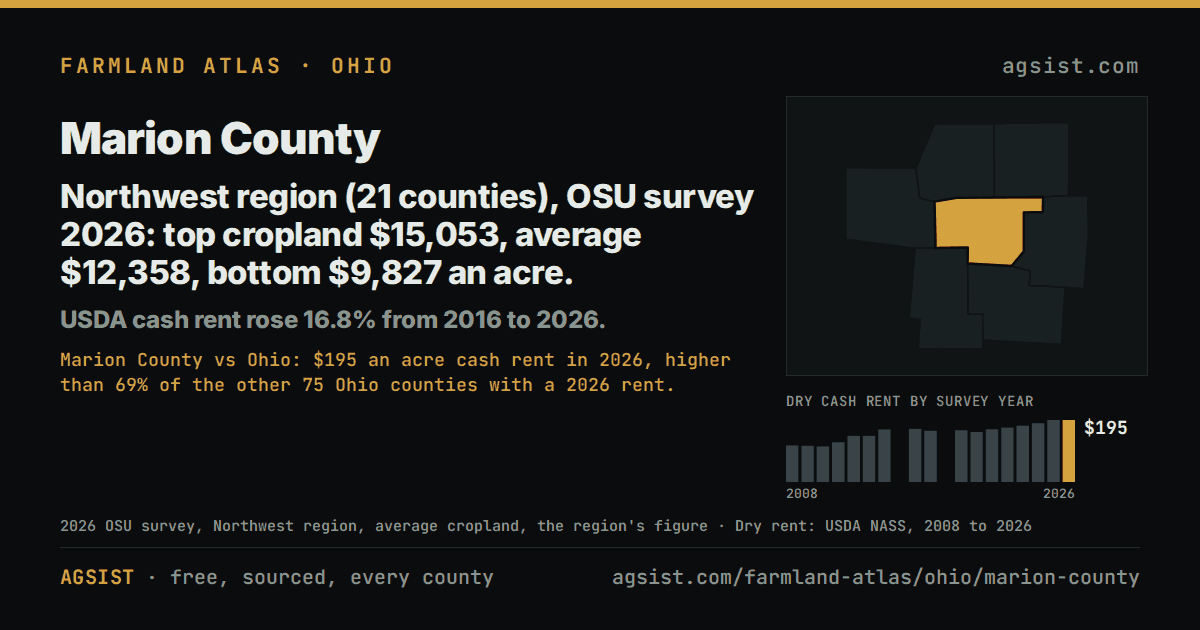 FARMLAND ATLAS · OHIO
agsist.com
Marion County
Northwest region (21 counties), OSU survey
2026: top cropland $15,053, average
$12,358, bottom $9,827 an acre.
USDA cash rent rose 16.8% from 2016 to 2026.
Marion County vs Ohio: $195 an acre cash rent in 2026, higher
than 69% of the other 75 Ohio counties with a 2026 rent.
DRY CASH RENT BY SURVEY YEAR
$195
2008
2026
2026 OSU survey, Northwest region, average cropland, the region's figure · Dry rent: USDA NASS, 2008 to 2026
AGSIST · free, sourced, every county
agsist.com/farmland-atlas/ohio/marion-county